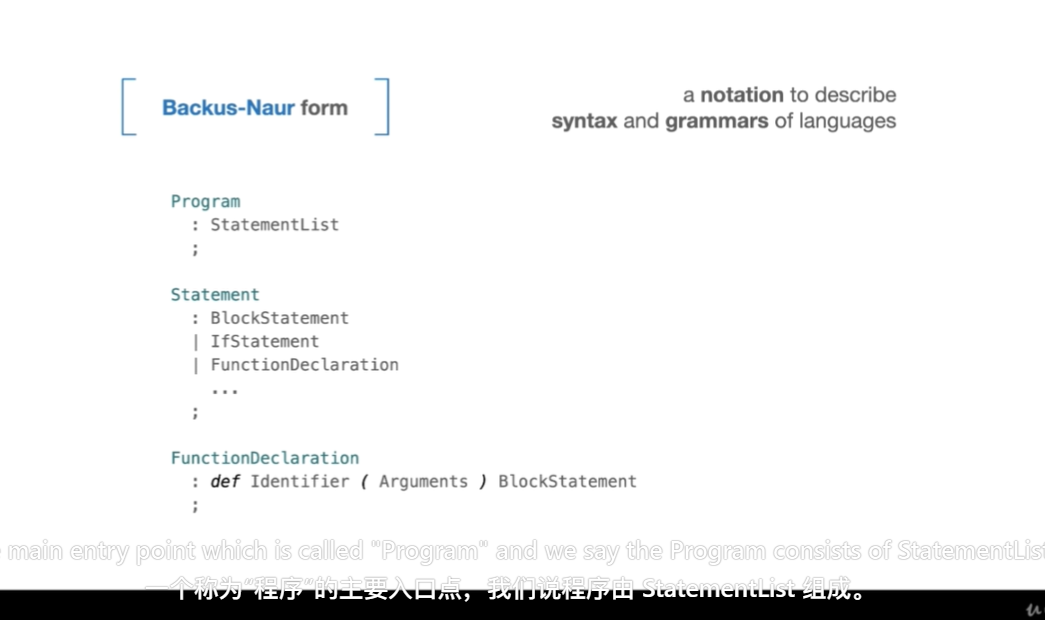 Backus-Naur form
a notation to describe
syntax and grammars of languages
Program
: StatementList
;
Statement
: BlockStatement
| IfStatement
| FunctionDeclaration
...
;
FunctionDeclaration
: def Identifier ( Arguments ) BlockStatement
;
main entry point which is called "Program" and we say the Program consists of StatementList
一个称为“程序”的主要入口点，我们说程序由 StatementList 组成。